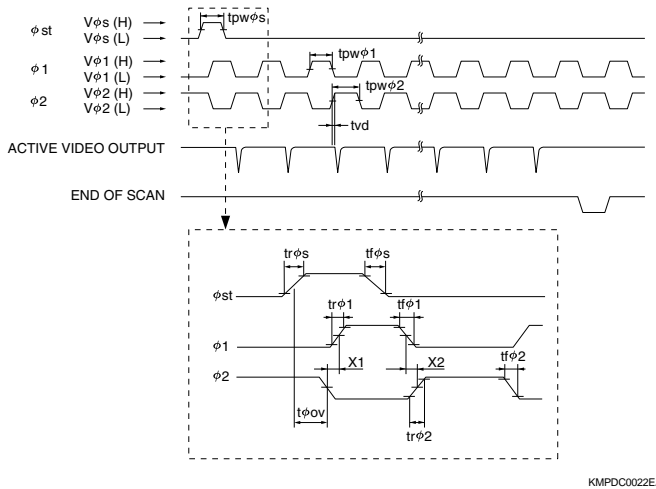 tpwφs
φst
Vφs (H)
Vφs (L)
tpwφ1
φ1
Vφ1 (H)
Vφ1 (L)
tpwφ2
φ2
Vφ2 (H)
Vφ2 (L)
tvd
ACTIVE VIDEO OUTPUT
END OF SCAN
trφs
tfφs
φst
trφ1
tfφ1
φ1
X1
X2
tfφ2
φ2
tφov
trφ2
KMPDC0022E